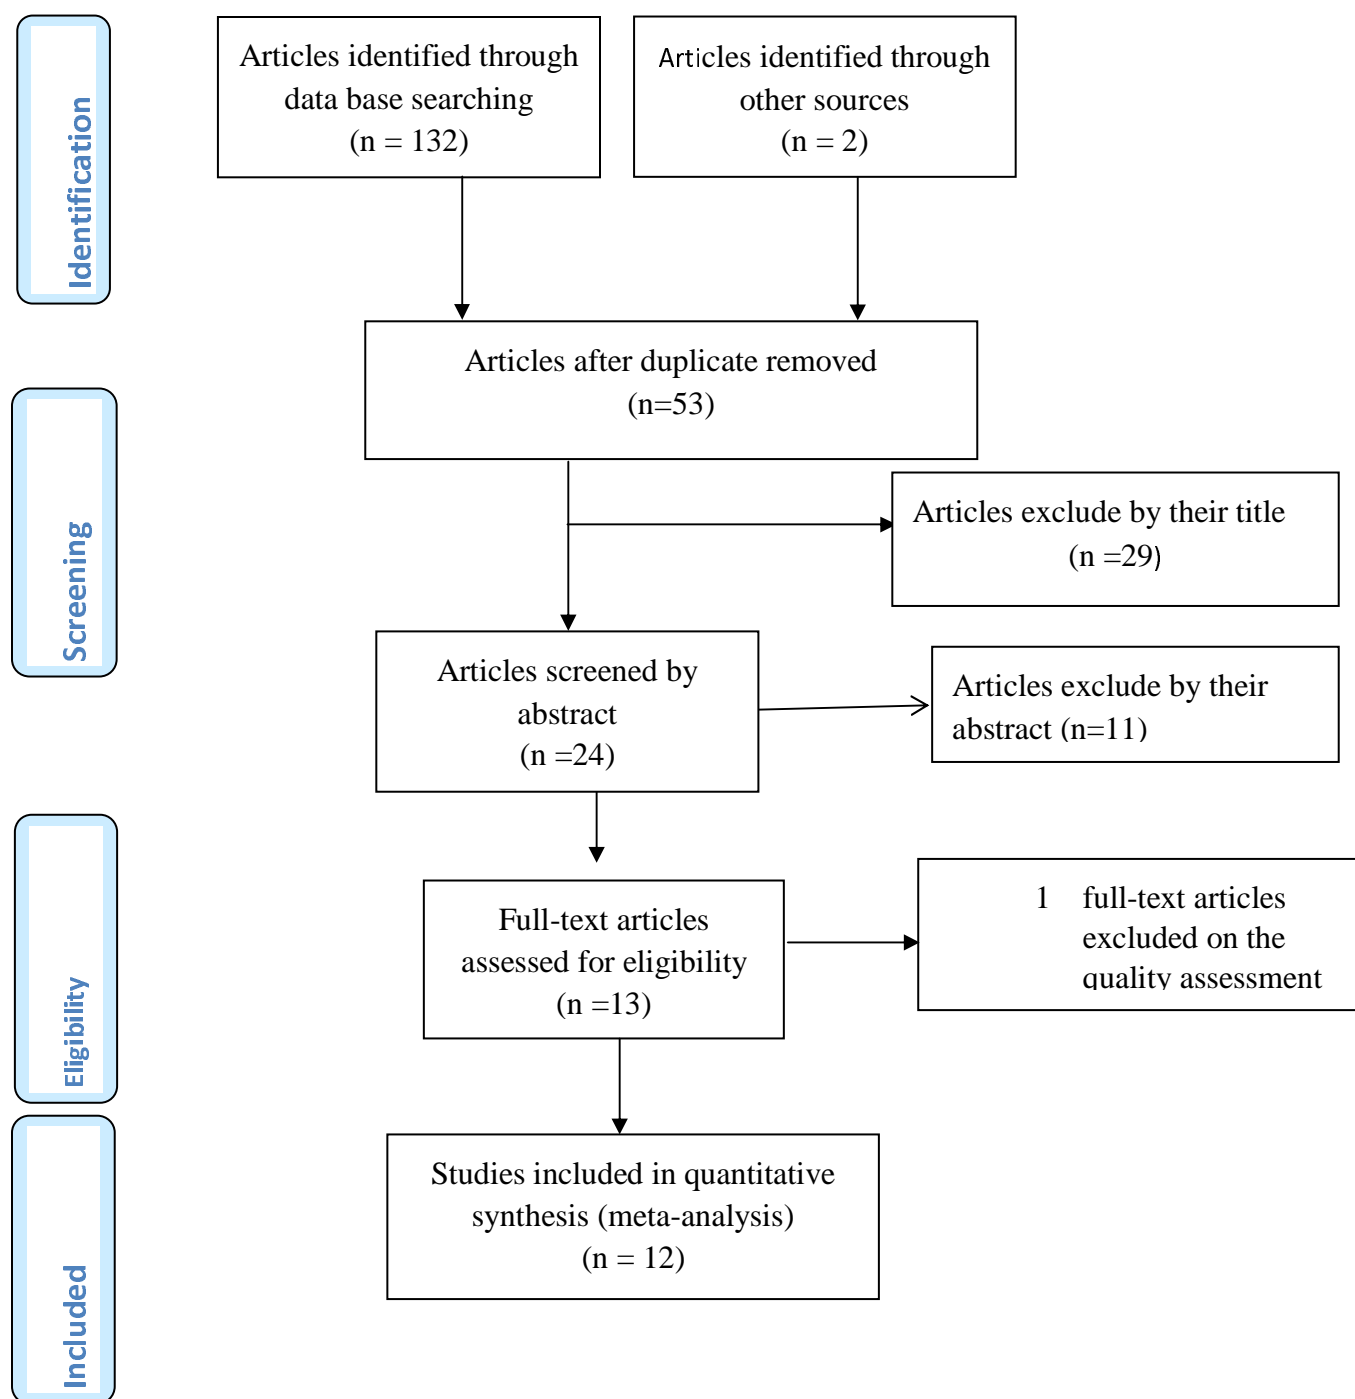 Identification
Articles identified through
data base searching
(n = 132)
Articles identified through
other sources
(n = 2)
Articles after duplicate removed
(n=53)
Screening
Articles exclude by their title
(n =29)
Articles screened by
abstract
(n =24)
Articles exclude by their
abstract (n=11)
Eligibility
Full-text articles
assessed for eligibility
(n =13)
1 full-text articles
excluded on the
quality assessment
Included
Studies included in quantitative
synthesis (meta-analysis)
(n = 12)